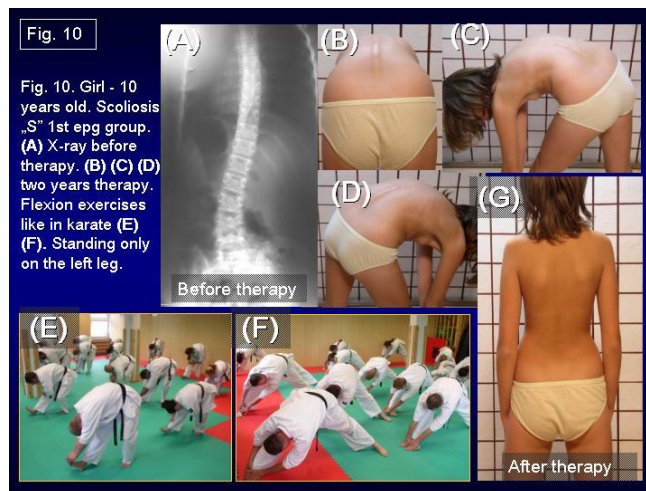 Fig. 10
Fig. 10. Girl - 10
years old. Scoliosis
„S” 1st epg group.
(A) X-ray before
therapy. (B) (C) (D)
two years therapy.
Flexion exercises
like in karate (E)
(F). Standing only
on the left leg.
(A)
Before therapy
(B)
(C)
(D)
(G)
After therapy
(E)
(F)